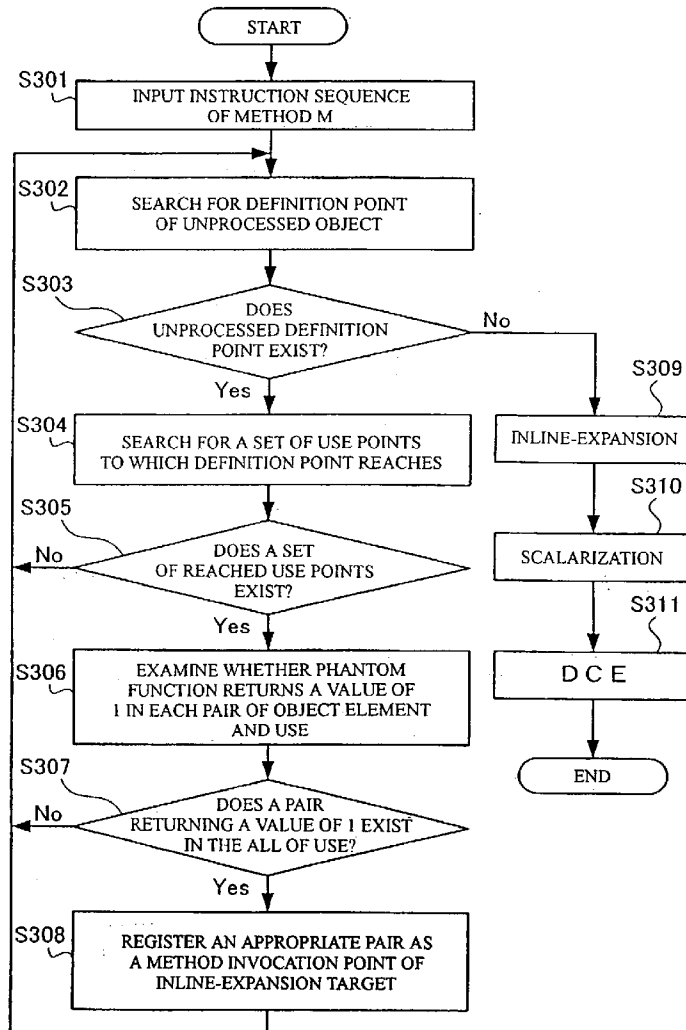 START
S301
INPUT INSTRUCTION SEQUENCE
OF METHOD M
S302
SEARCH FOR DEFINITION POINT
OF UNPROCESSED OBJECT
S303
DOES
UNPROCESSED DEFINITION
POINT EXIST?
No
Yes
S304
SEARCH FOR A SET OF USE POINTS
TO WHICH DEFINITION POINT REACHES
S305
DOES A SET
OF REACHED USE POINTS
EXIST?
No
Yes
S306
EXAMINE WHETHER PHANTOM
FUNCTION RETURNS A VALUE OF
1 IN EACH PAIR OF OBJECT ELEMENT
AND USE
S307
DOES A PAIR
RETURNING A VALUE OF 1 EXIST
IN THE ALL OF USE?
No
Yes
S308
REGISTER AN APPROPRIATE PAIR AS
A METHOD INVOCATION POINT OF
INLINE-EXPANSION TARGET
S309
INLINE-EXPANSION
S310
SCALARIZATION
S311
D C E
END